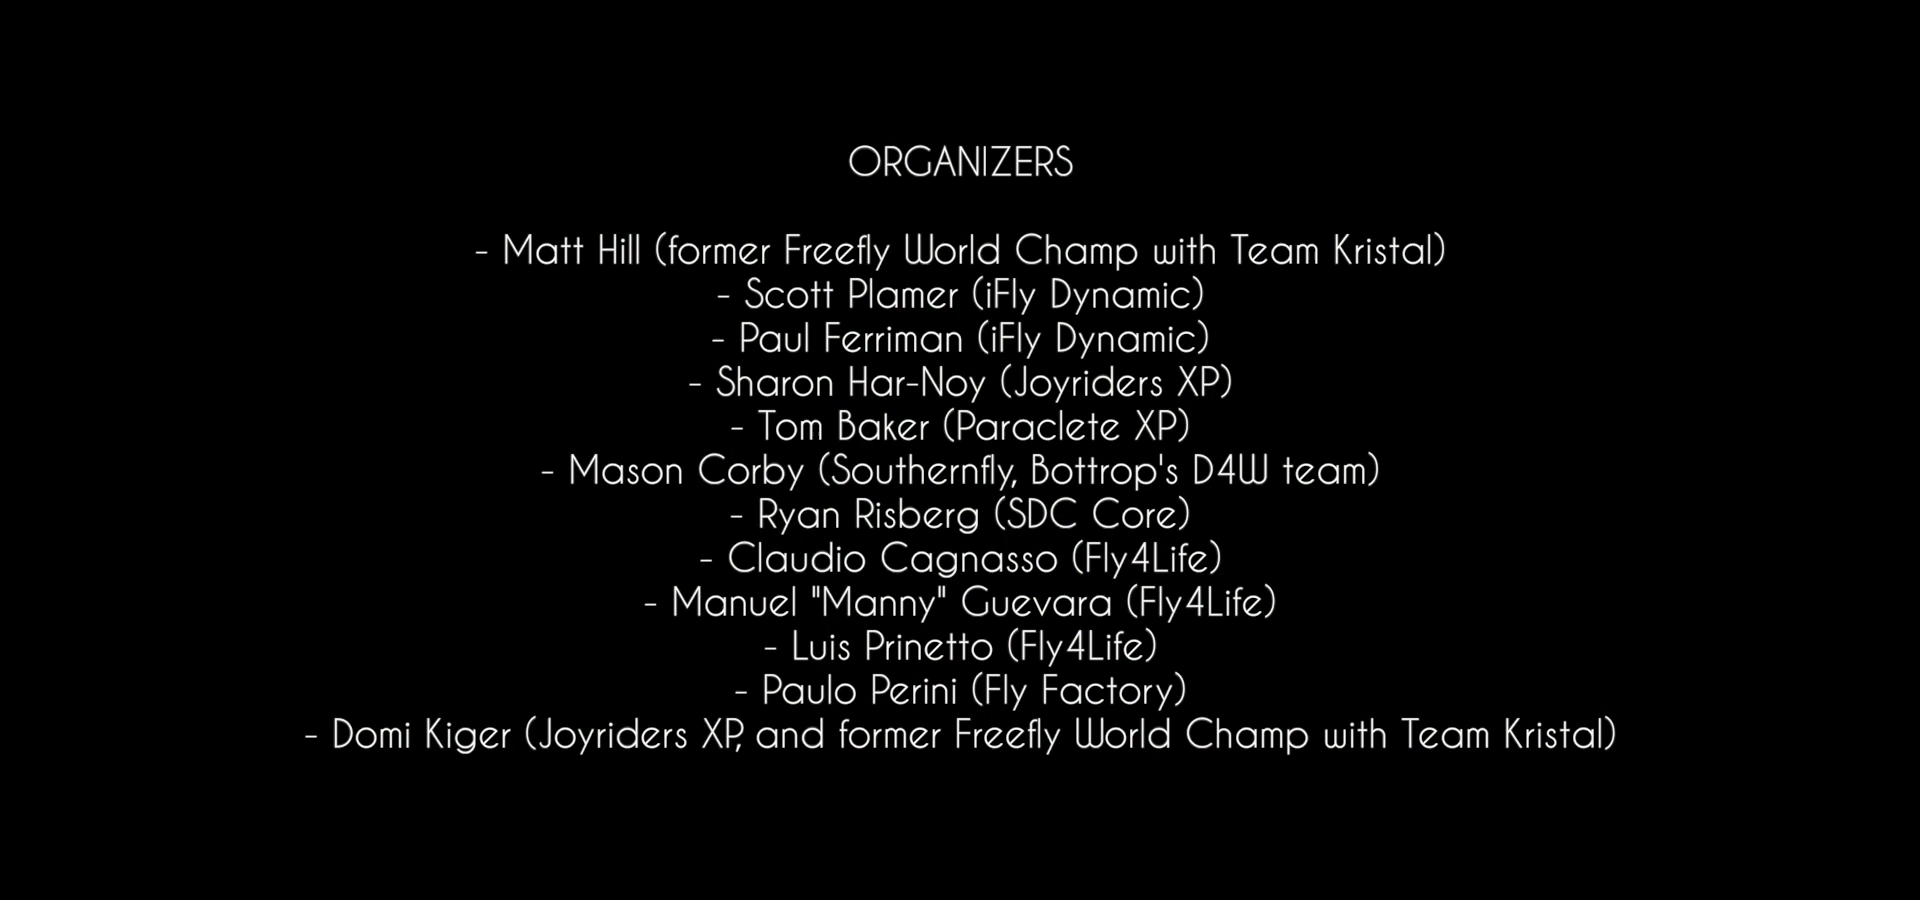 ORGANIZERS
- Matt Hill (former Freefly World Champ with Team Kristal)
- Scott Plamer (iFly Dynamic)
- Paul Ferriman (iFly Dynamic)
- Sharon Har-Noy (Joyriders XP)
- Tom Baker (Paraclete XP)
- Mason Corby (Southernfly, Bottrop's D4W team)
- Ryan Risberg (SDC Core)
- Claudio Cagnasso (Fly4Life)
- Manuel "Manny" Guevara (Fly4Life)
- Luis Prinetto (Fly4Life)
- Paulo Perini (Fly Factory)
- Domi Kiger (Joyriders XP, and former Freefly World Champ with Team Kristal)